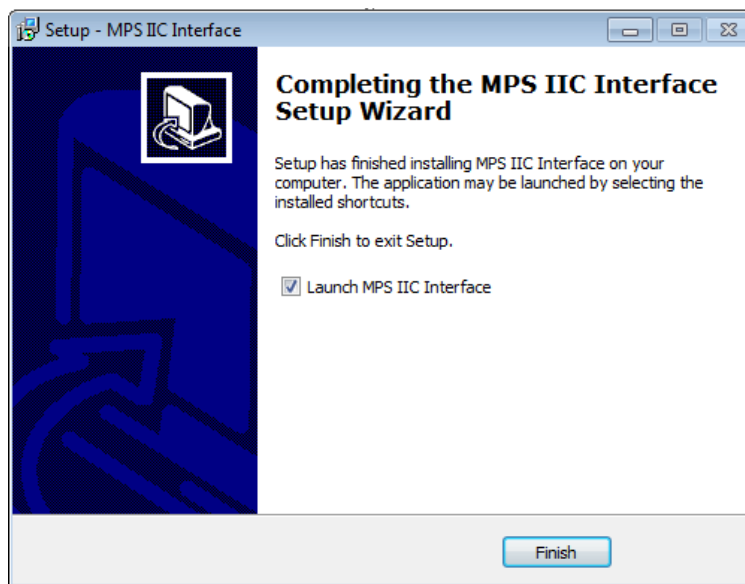 Setup - MPS IIC Interface
Completing the MPS IIC Interface
Setup Wizard
Setup has finished installing MPS IIC Interface on your
computer. The application may be launched by selecting the
installed shortcuts.
Click Finish to exit Setup.
Launch MPS IIC Interface
Finish